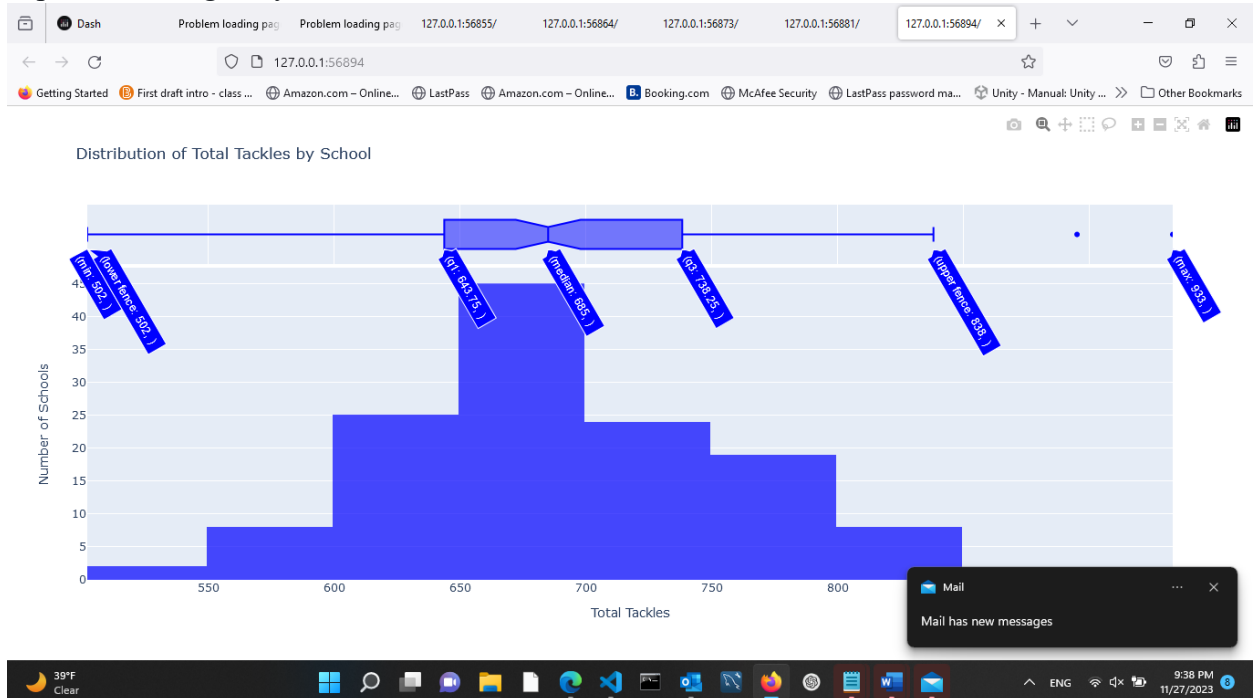 Dash
Problem loading pag
Problem loading pag
127.0.0.1:56855/
127.0.0.1:56864/
127.0.0.1:56873/
127.0.0.1:56881/
127.0.0.1:56894/
127.0.0.1:56894
Getting Started
First draft intro - class ...
Amazon.com – Online...
LastPass
Amazon.com – Online...
B. Booking.com
McAfee Security
LastPass password ma...
Unity - Manual: Unity ...
Other Bookmarks
Distribution of Total Tackles by School
(min: 502, )
(lower fence: 502, )
(q1: 643.75, )
(median: 685, )
(q3: 738.25, )
(upper fence: 838, )
(max: 933, )
45
40
35
30
25
20
15
10
5
0
Number of Schools
550
600
650
700
750
800
Total Tackles
Mail
Mail has new messages
39°F
Clear
ENG
9:38 PM
11/27/2023
8